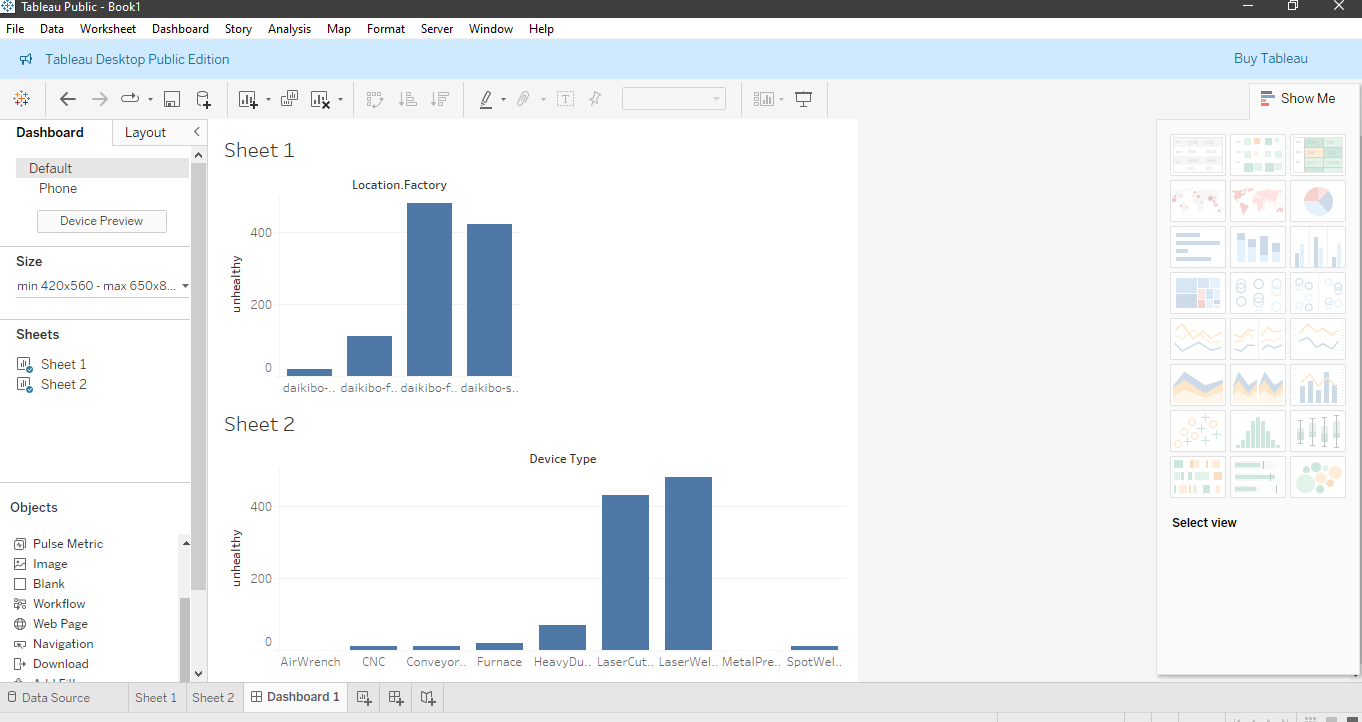 Tableau Public - Book1
File Data Worksheet Dashboard Story Analysis Map Format Server Window Help
Tableau Desktop Public Edition
Buy Tableau
Show Me
Dashboard Layout
Default
Phone
Device Preview
Size
min 420x560 - max 650x8...
Sheets
Sheet 1
Sheet 2
Objects
Pulse Metric
Image
Blank
Workflow
Web Page
Navigation
Download
Sheet 1
Location.Factory
unhealthy
400
200
0
daikibo-.. daikibo-f.. daikibo-f.. daikibo-s..
Sheet 2
Device Type
unhealthy
400
200
0
AirWrench CNC Conveyor.. Furnace HeavyDu.. LaserCut.. LaserWel.. MetalPre.. SpotWel..
Select view
Data Source Sheet 1 Sheet 2 Dashboard 1